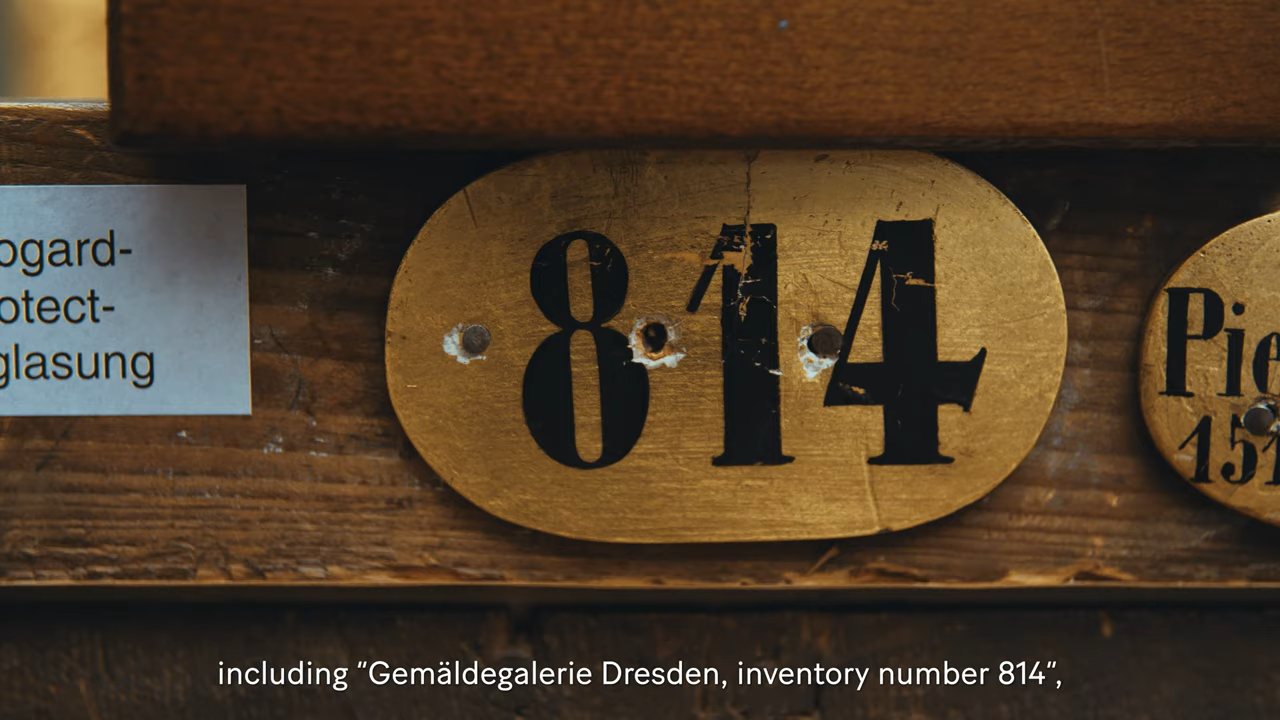 ogard-
otect-
glasung
814
Pie
151
including “Gemäldegalerie Dresden, inventory number 814”,